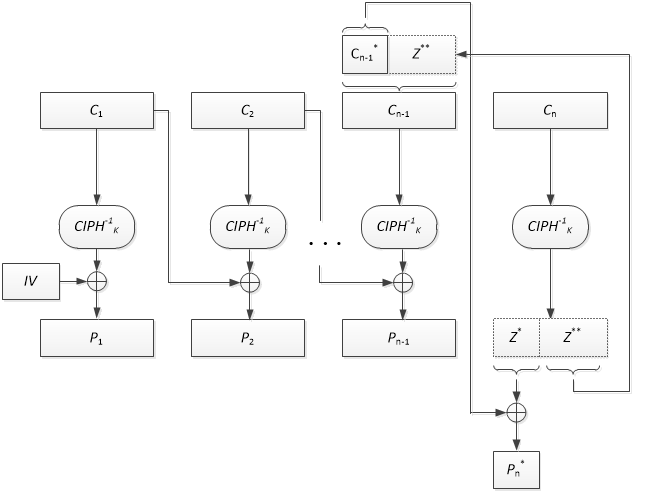 C_{n-1}^{*} Z^{**}
C_1 C_2 C_{n-1} C_n
CIPH^{-1}_K CIPH^{-1}_K CIPH^{-1}_K CIPH^{-1}_K
. . .
IV
P_1 P_2 P_{n-1} Z^{*} Z^{**}
P_n^{*}